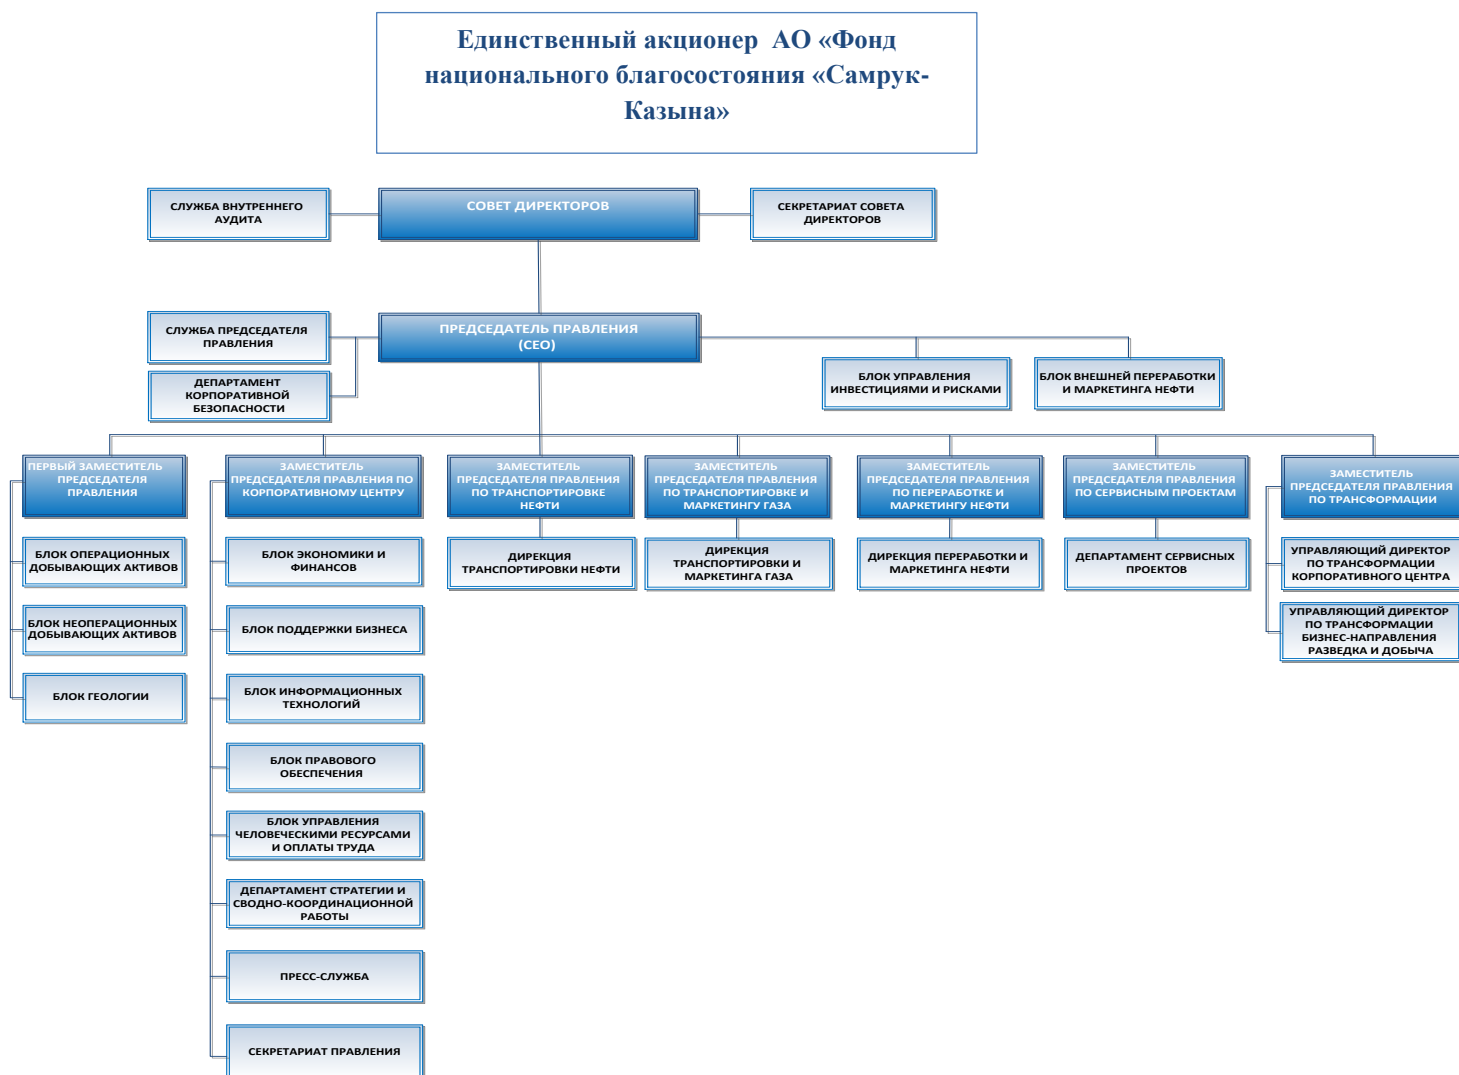 Единственный акционер АО «Фонд
национального благосостояния «Самрук-
Казына»
СЛУЖБА ВНУТРЕННЕГО
АУДИТА
СОВЕТ ДИРЕКТОРОВ
СЕКРЕТАРИАТ СОВЕТА
ДИРЕКТОРОВ
СЛУЖБА ПРЕДСЕДАТЕЛЯ
ПРАВЛЕНИЯ
ПРЕДСЕДАТЕЛЬ ПРАВЛЕНИЯ
(CEO)
ДЕПАРТАМЕНТ
КОРПОРАТИВНОЙ
БЕЗОПАСНОСТИ
БЛОК УПРАВЛЕНИЯ
ИНВЕСТИЦИЯМИ И РИСКАМИ
БЛОК ВНЕШНЕЙ ПЕРЕРАБОТКИ
И МАРКЕТИНГА НЕФТИ
ПЕРВЫЙ ЗАМЕСТИТЕЛЬ
ПРЕДСЕДАТЕЛЯ
ПРАВЛЕНИЯ
БЛОК ОПЕРАЦИОННЫХ
ДОБЫВАЮЩИХ АКТИВОВ
БЛОК НЕОПЕРАЦИОННЫХ
ДОБЫВАЮЩИХ АКТИВОВ
БЛОК ГЕОЛОГИИ
ЗАМЕСТИТЕЛЬ
ПРЕДСЕДАТЕЛЯ ПРАВЛЕНИЯ ПО
КОРПОРАТИВНОМУ ЦЕНТРУ
БЛОК ЭКОНОМИКИ И
ФИНАНСОВ
БЛОК ПОДДЕРЖКИ БИЗНЕСА
БЛОК ИНФОРМАЦИОННЫХ
ТЕХНОЛОГИЙ
БЛОК ПРАВОВОГО
ОБЕСПЕЧЕНИЯ
БЛОК УПРАВЛЕНИЯ
ЧЕЛОВЕЧЕСКИМИ РЕСУРСАМИ
И ОПЛАТЫ ТРУДА
ДЕПАРТАМЕНТ СТРАТЕГИИ И
СВОДНО-КООРДИНАЦИОННОЙ
РАБОТЫ
ПРЕСС-СЛУЖБА
СЕКРЕТАРИАТ ПРАВЛЕНИЯ
ЗАМЕСТИТЕЛЬ
ПРЕДСЕДАТЕЛЯ ПРАВЛЕНИЯ
ПО ТРАНСПОРТИРОВКЕ
НЕФТИ
ДИРЕКЦИЯ
ТРАНСПОРТИРОВКИ НЕФТИ
ЗАМЕСТИТЕЛЬ
ПРЕДСЕДАТЕЛЯ ПРАВЛЕНИЯ
ПО ТРАНСПОРТИРОВКЕ И
МАРКЕТИНГУ ГАЗА
ДИРЕКЦИЯ
ТРАНСПОРТИРОВКИ И
МАРКЕТИНГА ГАЗА
ЗАМЕСТИТЕЛЬ
ПРЕДСЕДАТЕЛЯ ПРАВЛЕНИЯ
ПО ПЕРЕРАБОТКЕ И
МАРКЕТИНГУ НЕФТИ
ДИРЕКЦИЯ ПЕРЕРАБОТКИ И
МАРКЕТИНГА НЕФТИ
ЗАМЕСТИТЕЛЬ
ПРЕДСЕДАТЕЛЯ ПРАВЛЕНИЯ
ПО СЕРВИСНЫМ ПРОЕКТАМ
ДЕПАРТАМЕНТ СЕРВИСНЫХ
ПРОЕКТОВ
ЗАМЕСТИТЕЛЬ
ПРЕДСЕДАТЕЛЯ ПРАВЛЕНИЯ
ПО ТРАНСФОРМАЦИИ
УПРАВЛЯЮЩИЙ ДИРЕКТОР
ПО ТРАНСФОРМАЦИИ
КОРПОРАТИВНОГО ЦЕНТРА
УПРАВЛЯЮЩИЙ ДИРЕКТОР
ПО ТРАНСФОРМАЦИИ
БИЗНЕС-НАПРАВЛЕНИЯ
РАЗВЕДКА И ДОБЫЧА